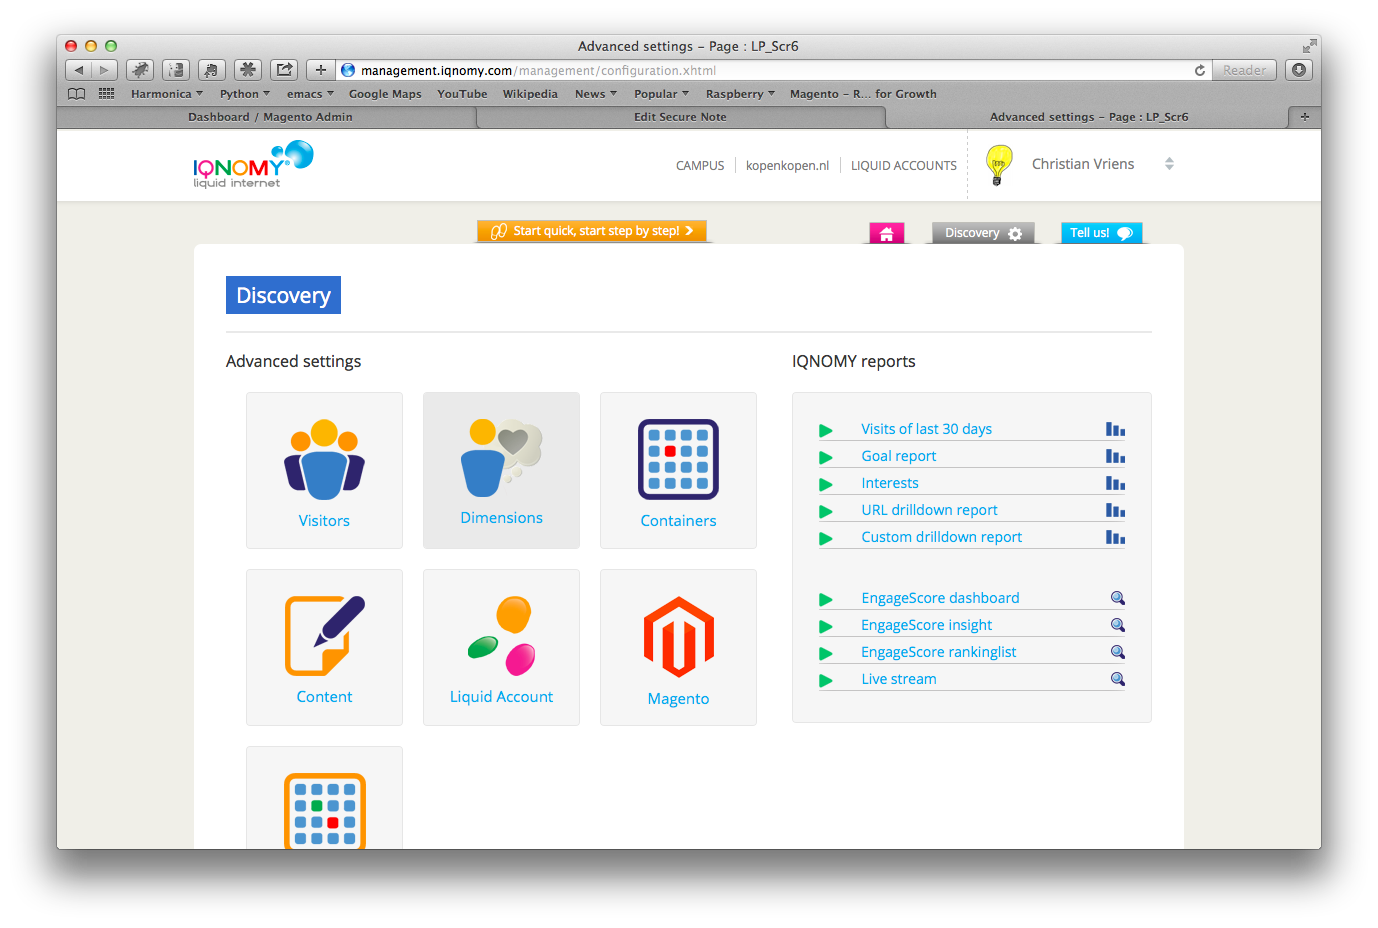 Advanced settings – Page : LP_Scr6
management.iqnomy.com/management/configuration.xhtml
Reader
Harmonica Python emacs Google Maps YouTube Wikipedia News Popular Raspberry Magento – R... for Growth
Dashboard / Magento Admin
Edit Secure Note
Advanced settings – Page : LP_Scr6
IQNOMY
liquid internet
CAMPUS
kopenkopen.nl
LIQUID ACCOUNTS
Christian Vriens
Start quick, start step by step!
Discovery
Tell us!
Discovery
Advanced settings
Visitors
Dimensions
Containers
Content
Liquid Account
Magento
IQNOMY reports
Visits of last 30 days
Goal report
Interests
URL drilldown report
Custom drilldown report
EngageScore dashboard
EngageScore insight
EngageScore rankinglist
Live stream